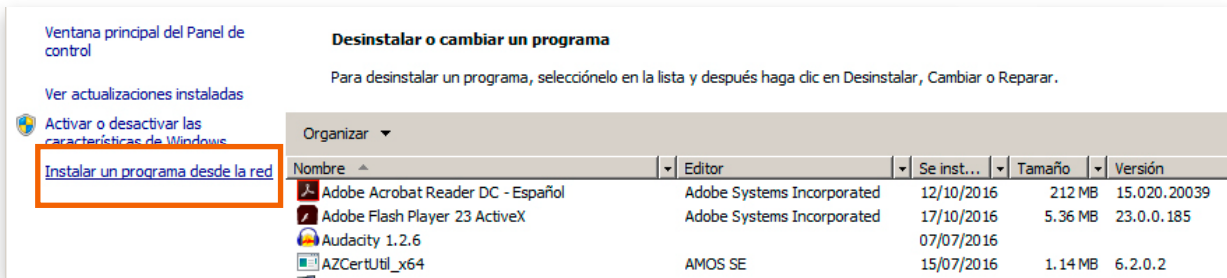 Ventana principal del Panel de
control
Ver actualizaciones instaladas
Activar o desactivar las
características de Windows
Instalar un programa desde la red
Desinstalar o cambiar un programa
Para desinstalar un programa, selecciónelo en la lista y después haga clic en Desinstalar, Cambiar o Reparar.
Organizar
Nombre Editor Se inst... Tamaño Versión
Adobe Acrobat Reader DC - Español Adobe Systems Incorporated 12/10/2016 212 MB 15.020.20039
Adobe Flash Player 23 ActiveX Adobe Systems Incorporated 17/10/2016 5.36 MB 23.0.0.185
Audacity 1.2.6 07/07/2016
AZCertUtil_x64 AMOS SE 15/07/2016 1.14 MB 6.2.0.2